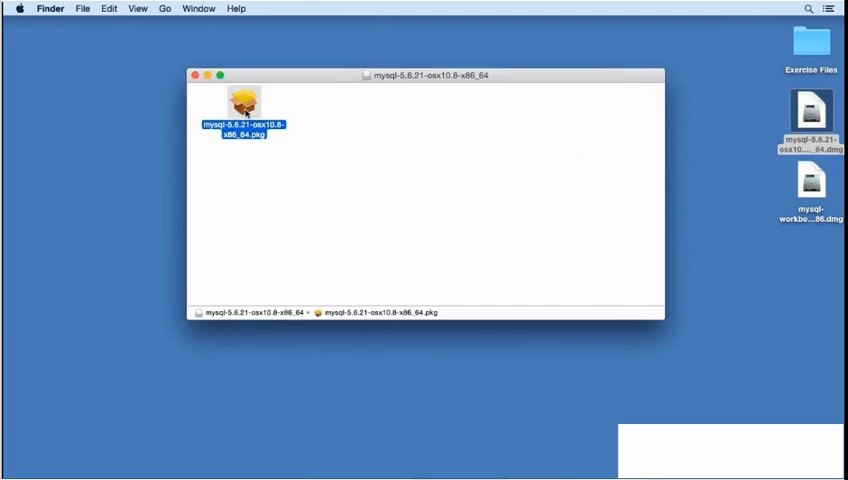 Finder File Edit View Go Window Help
mysql-5.6.21-osx10.8-x86_64
mysql-5.6.21-osx10.8-
x86_64.pkg
mysql-5.6.21-osx10.8-x86_64 ▸ mysql-5.6.21-osx10.8-x86_64.pkg
Exercise Files
mysql-5.6.21-
osx10...._64.dmg
mysql-
workbe...86.dmg